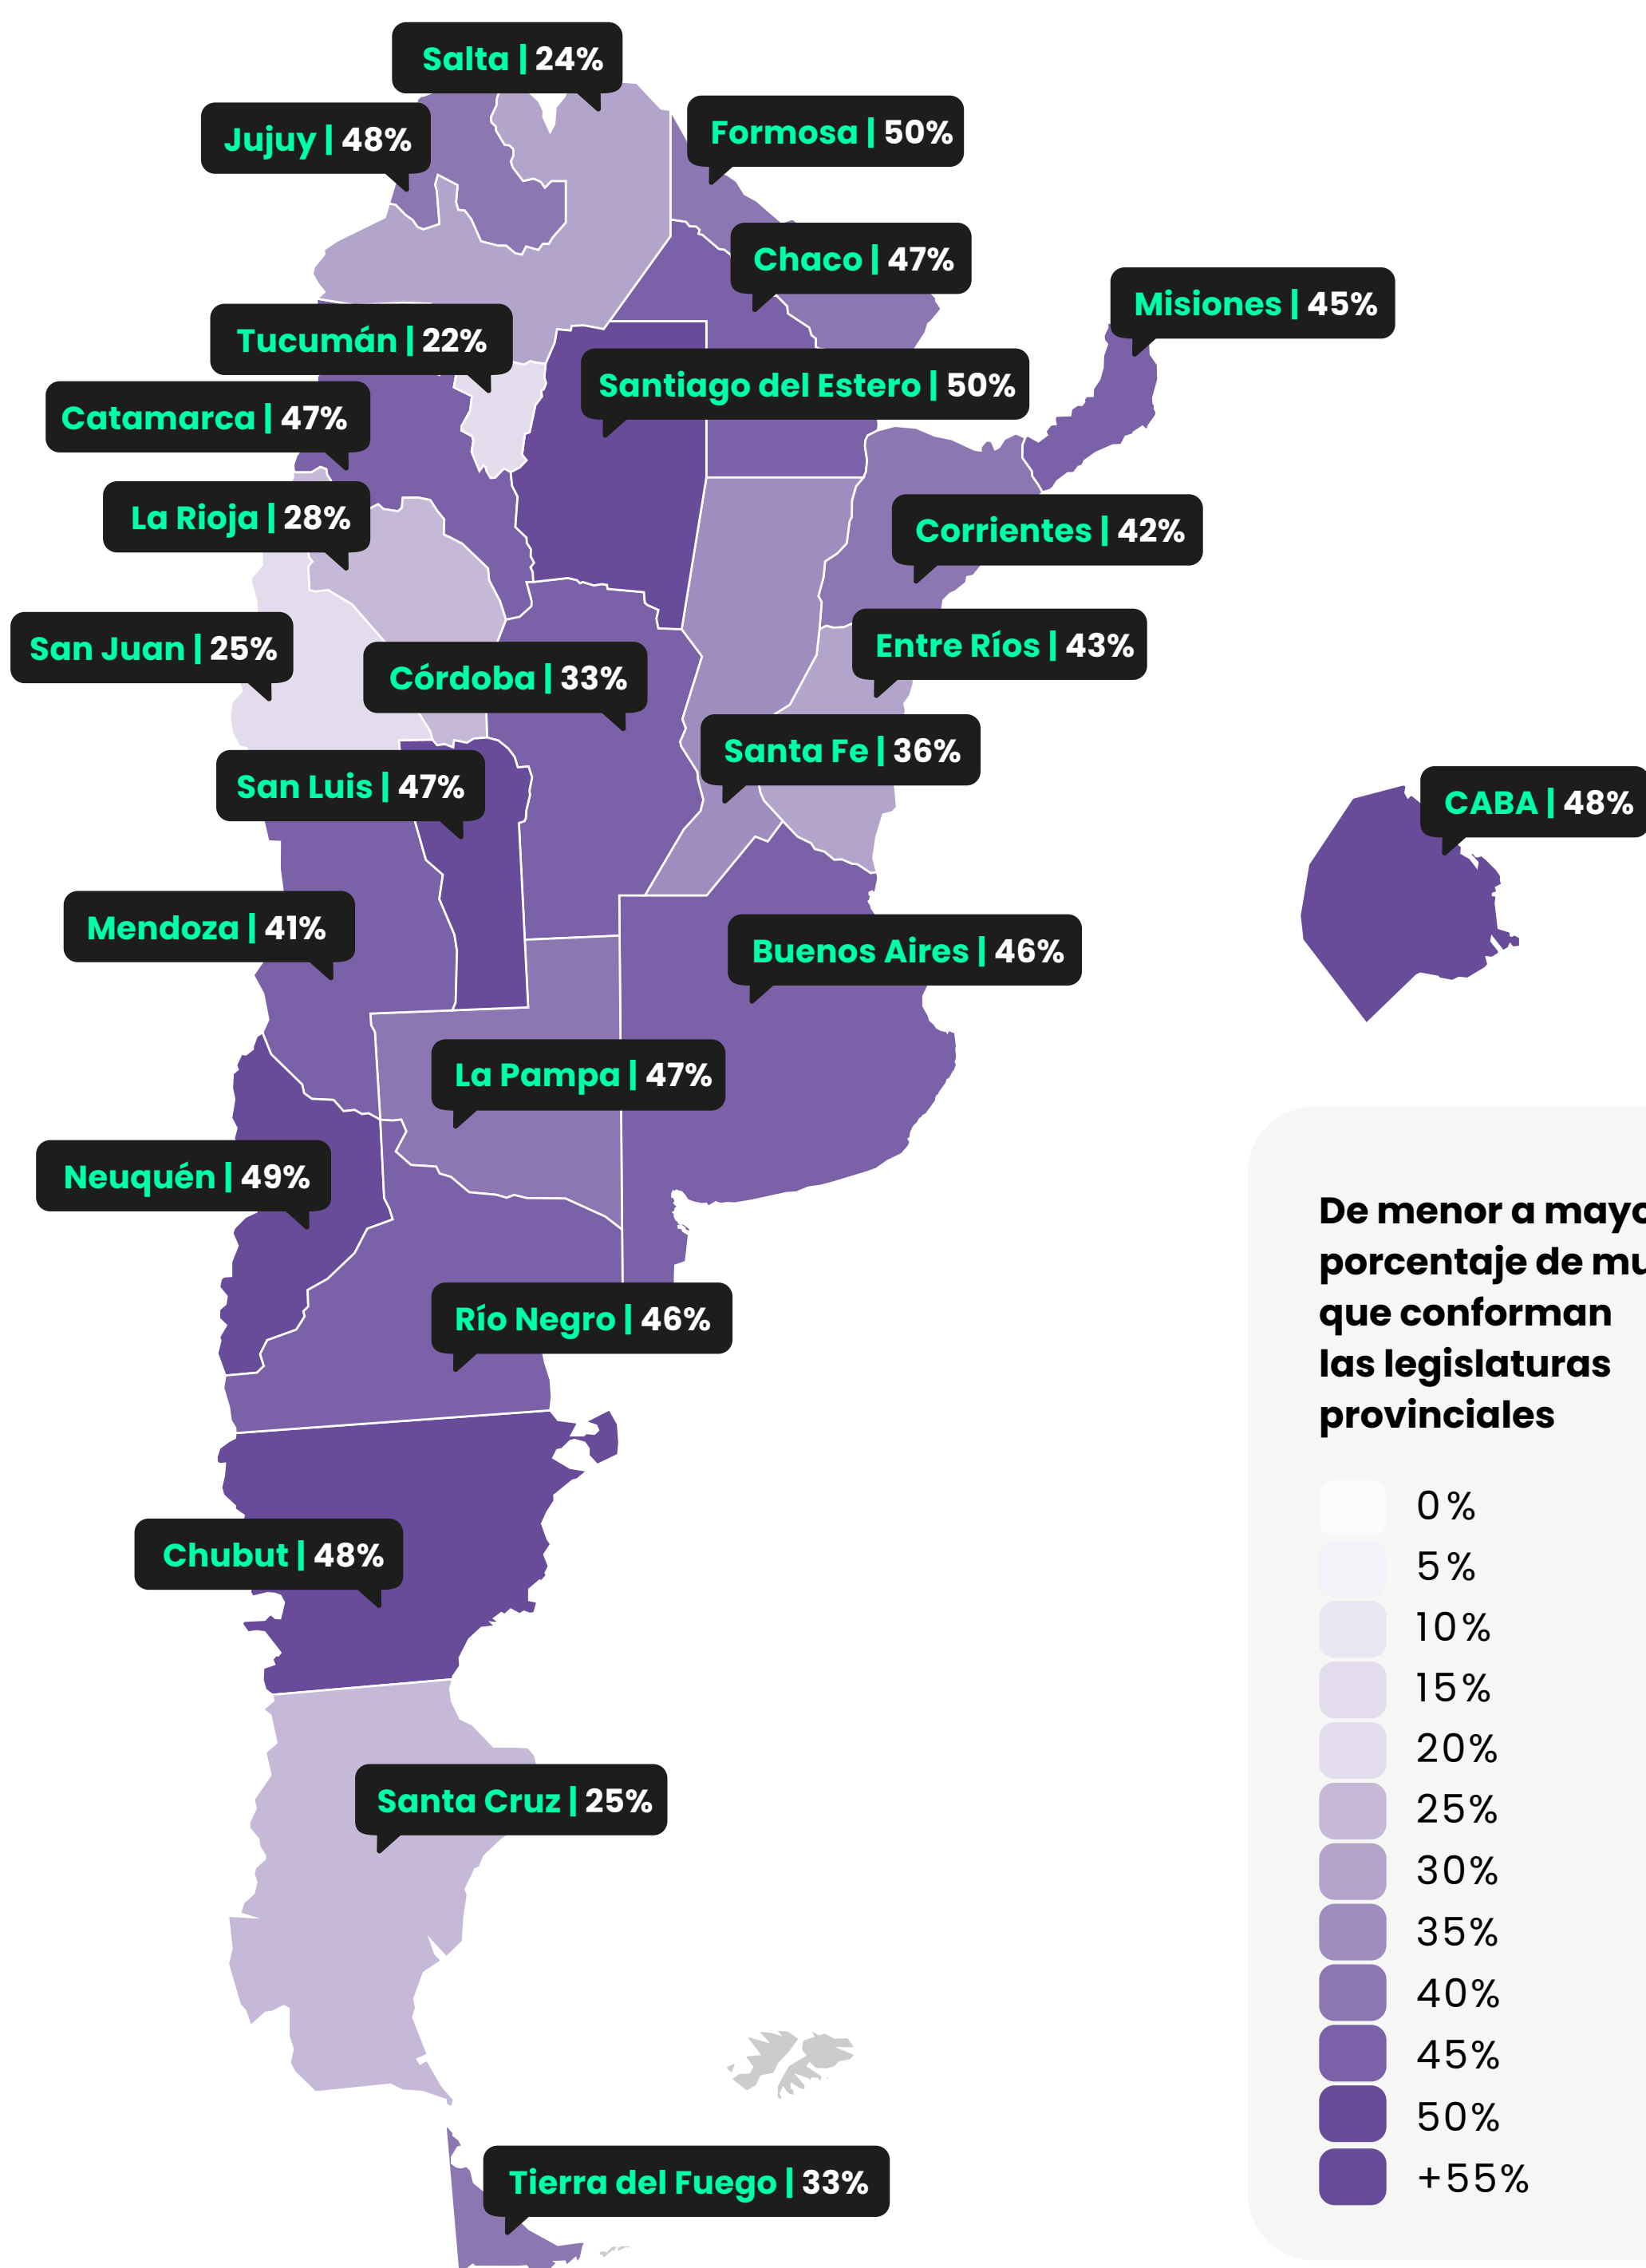 Salta | 24%
Jujuy | 48%
Formosa | 50%
Chaco | 47%
Misiones | 45%
Tucumán | 22%
Santiago del Estero | 50%
Catamarca | 47%
La Rioja | 28%
Corrientes | 42%
San Juan | 25%
Entre Ríos | 43%
Córdoba | 33%
Santa Fe | 36%
San Luis | 47%
CABA | 48%
Mendoza | 41%
Buenos Aires | 46%
La Pampa | 47%
Neuquén | 49%
Río Negro | 46%
Chubut | 48%
Santa Cruz | 25%
Tierra del Fuego | 33%
De menor a
porcentaje de
que conforman
las legislaturas
provinciales
0%
5%
10%
15%
20%
25%
30%
35%
40%
45%
50%
+55%